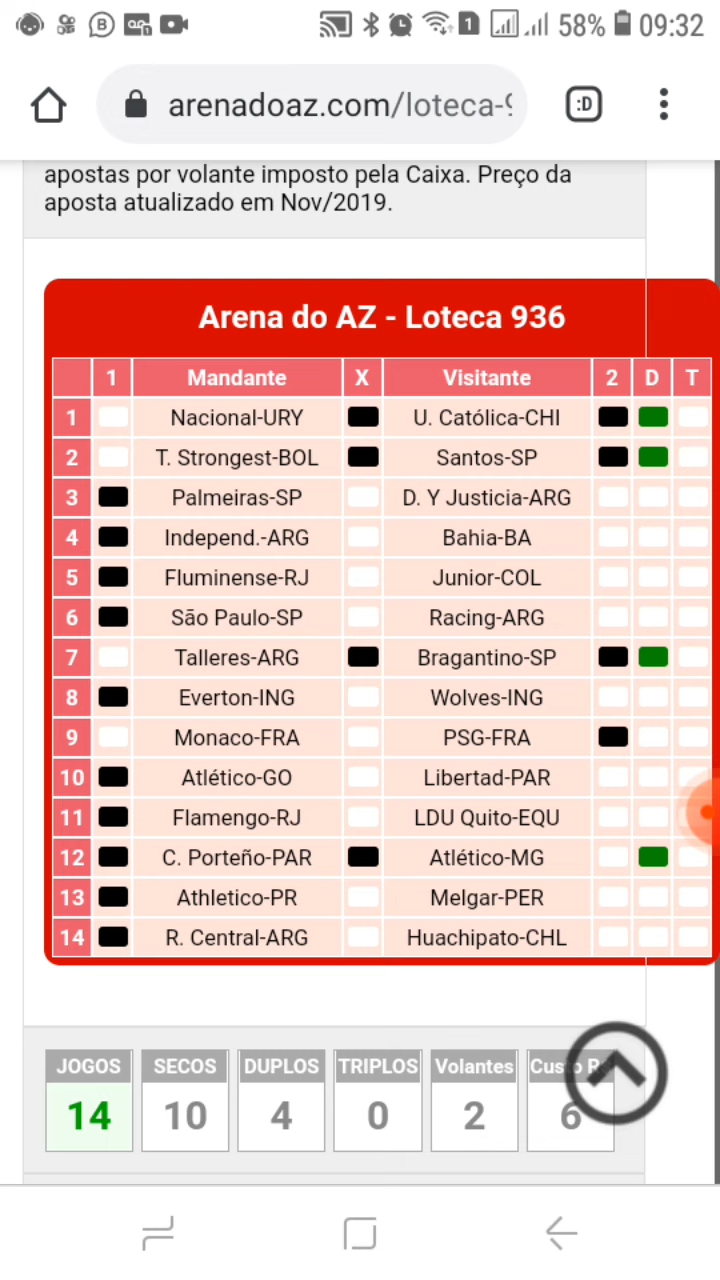 58% 09:32
arenadoaz.com/loteca-9
:D
apostas por volante imposto pela Caixa. Preço da
aposta atualizado em Nov/2019.
Arena do AZ - Loteca 936
1 Mandante X Visitante 2 D T
1 Nacional-URY U. Católica-CHI
2 T. Strongest-BOL Santos-SP
3 Palmeiras-SP D. Y Justicia-ARG
4 Independ.-ARG Bahia-BA
5 Fluminense-RJ Junior-COL
6 São Paulo-SP Racing-ARG
7 Talleres-ARG Bragantino-SP
8 Everton-ING Wolves-ING
9 Monaco-FRA PSG-FRA
10 Atlético-GO Libertad-PAR
11 Flamengo-RJ LDU Quito-EQU
12 C. Porteño-PAR Atlético-MG
13 Athletico-PR Melgar-PER
14 R. Central-ARG Huachipato-CHL
JOGOS SECOS DUPLOS TRIPLOS Volantes
14 10 4 0 2 6